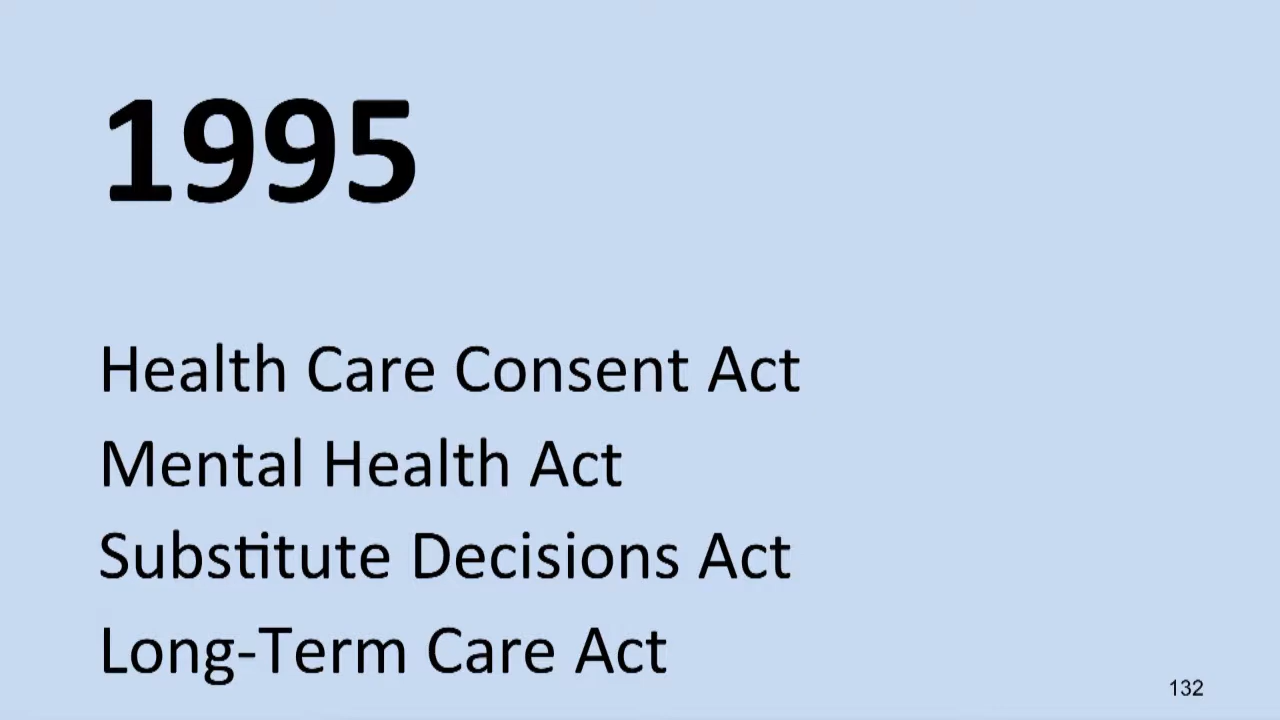 1995
Health Care Consent Act
Mental Health Act
Substitute Decisions Act
Long-Term Care Act
132